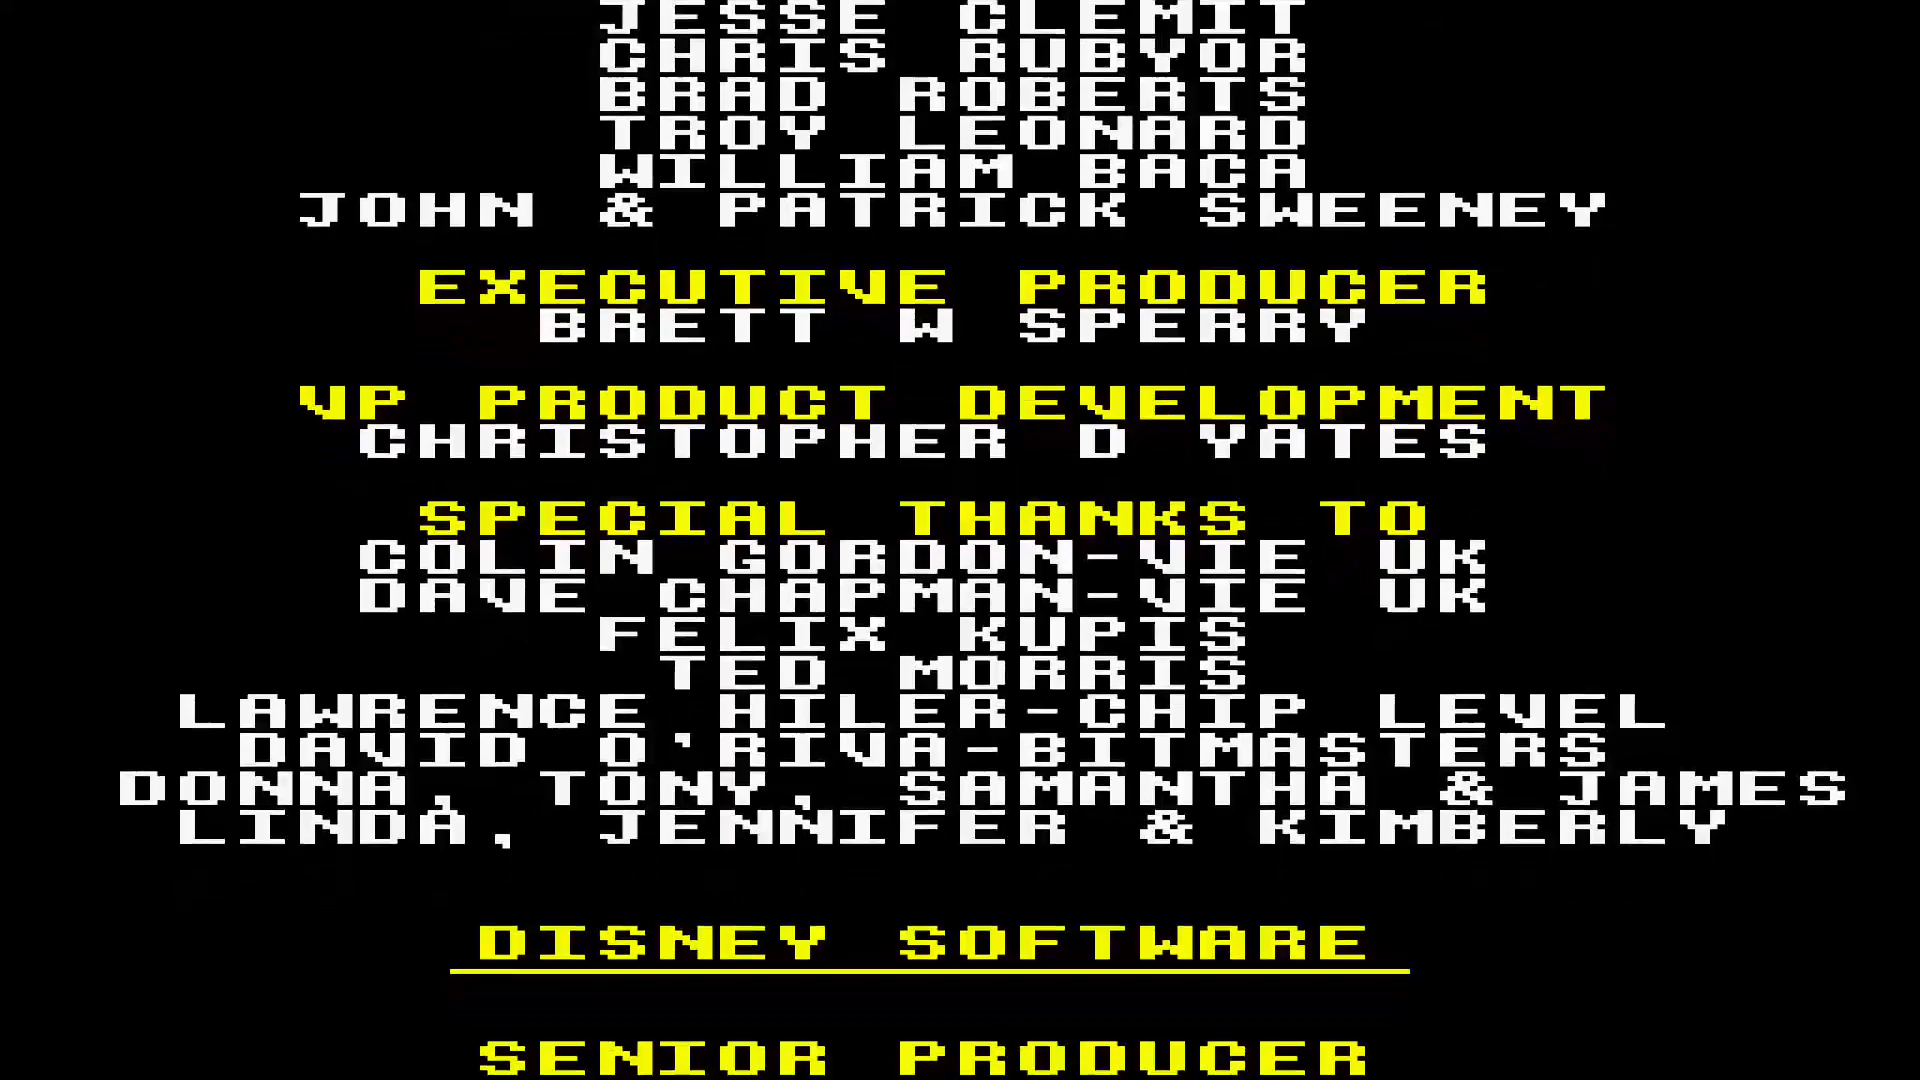 JESSE CLEMIT
CHRIS RUBYOR
BRAD ROBERTS
TROY LEONARD
WILLIAM BACA
JOHN & PATRICK SWEENEY
EXECUTIVE PRODUCER
BRETT W SPERRY
VP PRODUCT DEVELOPMENT
CHRISTOPHER D YATES
SPECIAL THANKS TO
COLIN GORDON-VIE UK
DAVE CHAPMAN-VIE UK
FELIX KUPIS
TED MORRIS
LAWRENCE HILER-CHIP LEVEL
DAVID O'RIVA-BITMASTERS
DONNA, TONY, SAMANTHA & JAMES
LINDA, JENNIFER & KIMBERLY
DISNEY SOFTWARE
SENIOR PRODUCER